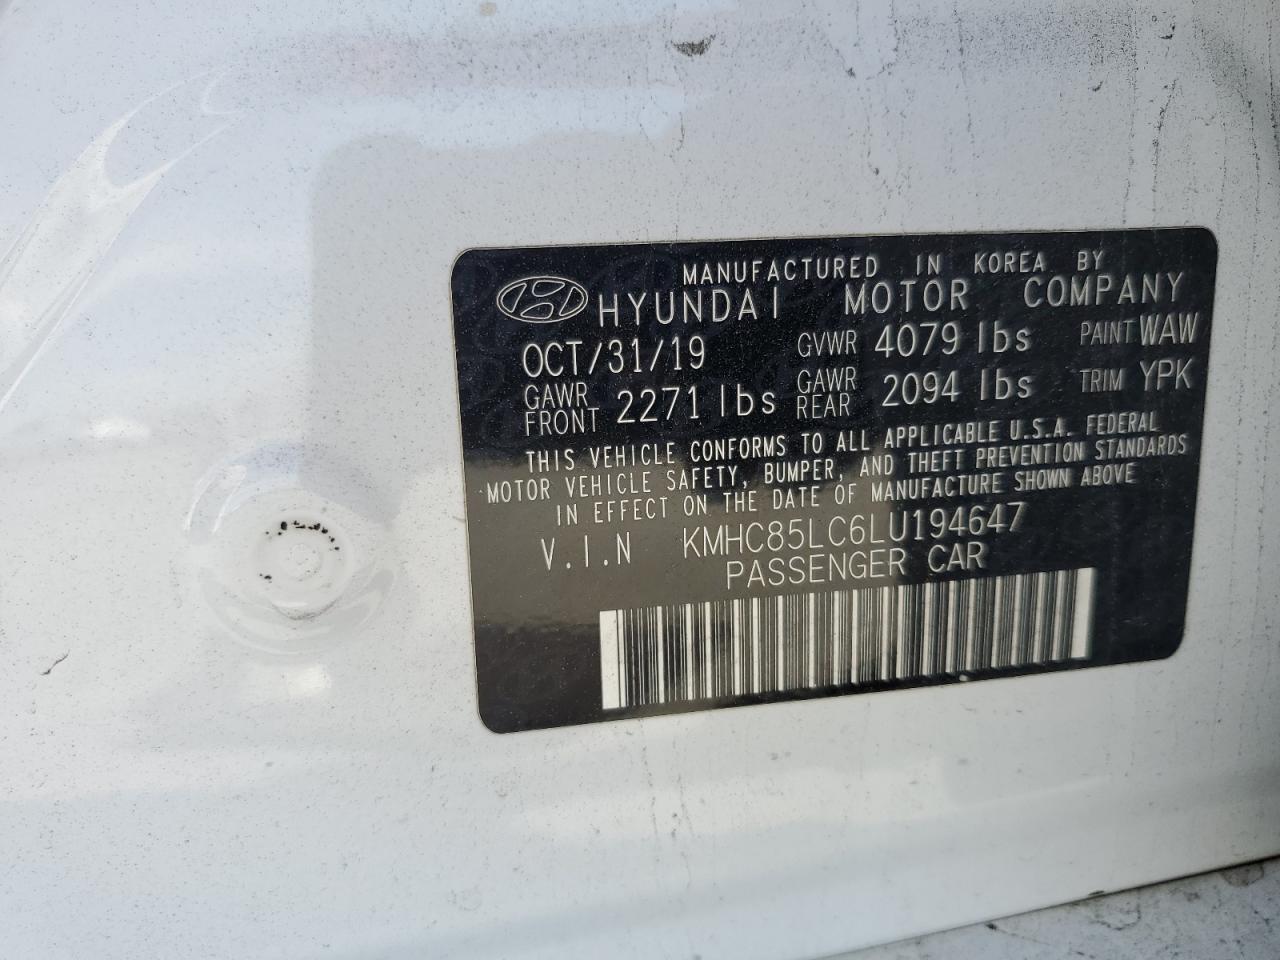 MANUFACTURED IN KOREA BY
HYUNDAI MOTOR COMPANY
OCT/31/19 GVWR 4079 lbs PAINT WAW
GAWR FRONT 2271 lbs GAWR REAR 2094 lbs TRIM YPK
THIS VEHICLE CONFORMS TO ALL APPLICABLE U.S.A. FEDERAL
MOTOR VEHICLE SAFETY, BUMPER, AND THEFT PREVENTION STANDARDS
IN EFFECT ON THE DATE OF MANUFACTURE SHOWN ABOVE
V.I.N KMHC85LC6LU194647
PASSENGER CAR